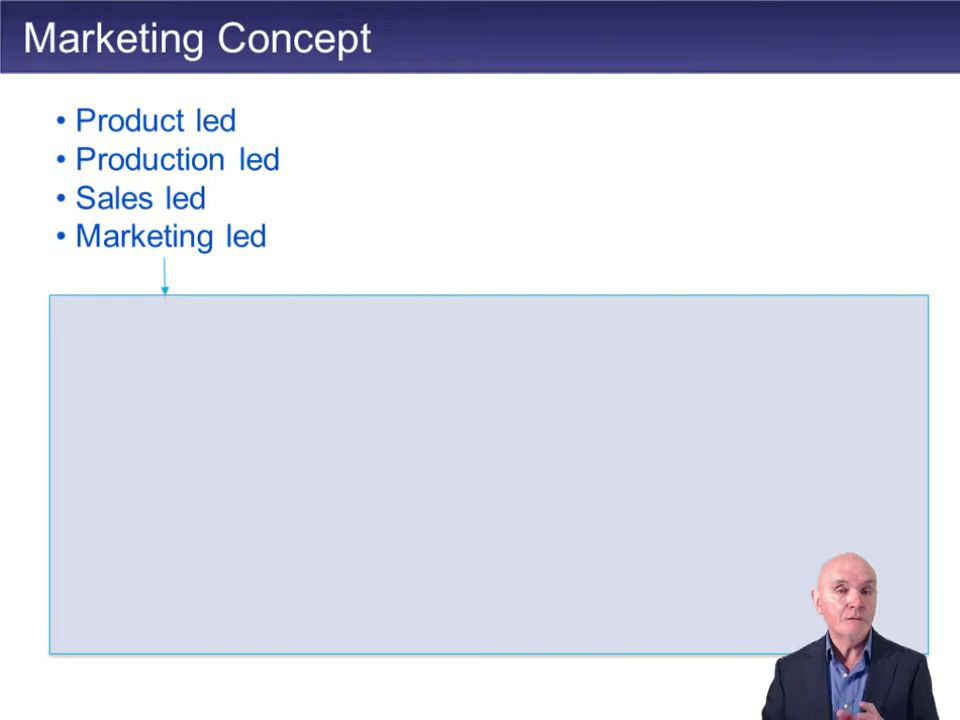 Marketing Concept
• Product led
• Production led
• Sales led
• Marketing led